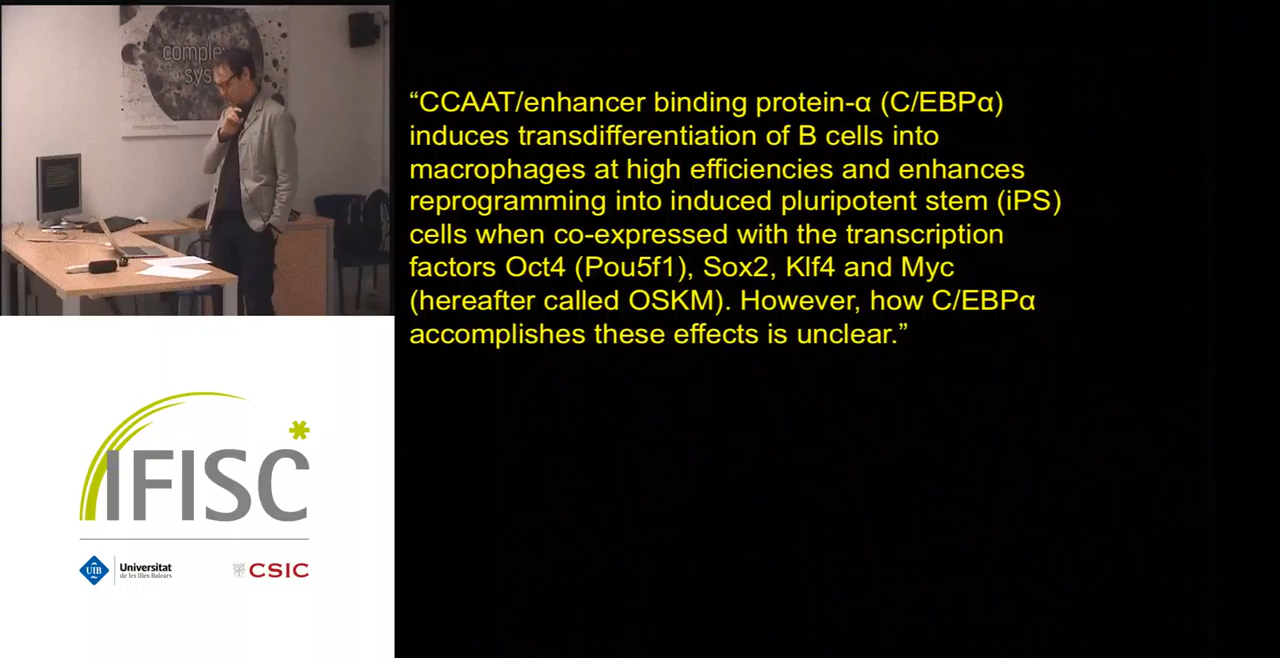 complex
sys
“CCAAT/enhancer binding protein-α (C/EBPα)
induces transdifferentiation of B cells into
macrophages at high efficiencies and enhances
reprogramming into induced pluripotent stem (iPS)
cells when co-expressed with the transcription
factors Oct4 (Pou5f1), Sox2, Klf4 and Myc
(hereafter called OSKM). However, how C/EBPα
accomplishes these effects is unclear.”
IFISC
UIB
Universitat
de les Illes Balears
CSIC